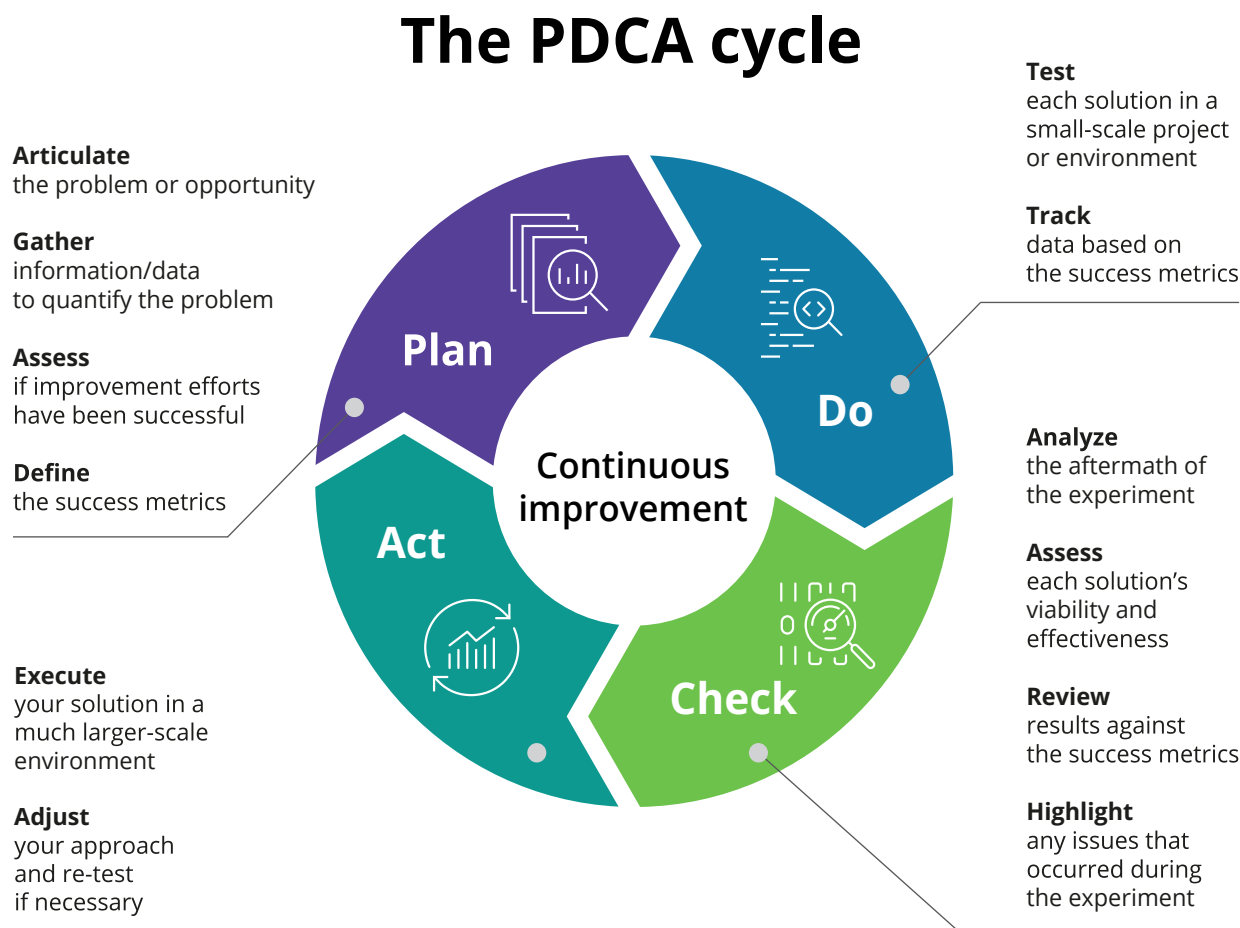 The PDCA cycle
Articulate
the problem or opportunity
Gather
information/data
to quantify the problem
Assess
if improvement efforts
have been successful
Define
the success metrics
Plan
Test
each solution in a
small-scale project
or environment
Track
data based on
the success metrics
Do
Continuous
improvement
Analyze
the aftermath of
the experiment
Assess
each solution’s
viability and
effectiveness
Review
results against
the success metrics
Highlight
any issues that
occurred during
the experiment
Check
Act
Execute
your solution in a
much larger-scale
environment
Adjust
your approach
and re-test
if necessary